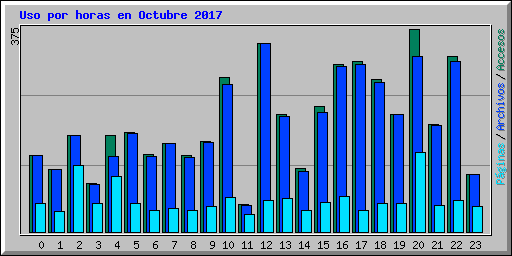 Uso por horas en Octubre 2017
375
Páginas / Archivos / Accesos
0 1 2 3 4 5 6 7 8 9 10 11 12 13 14 15 16 17 18 19 20 21 22 23